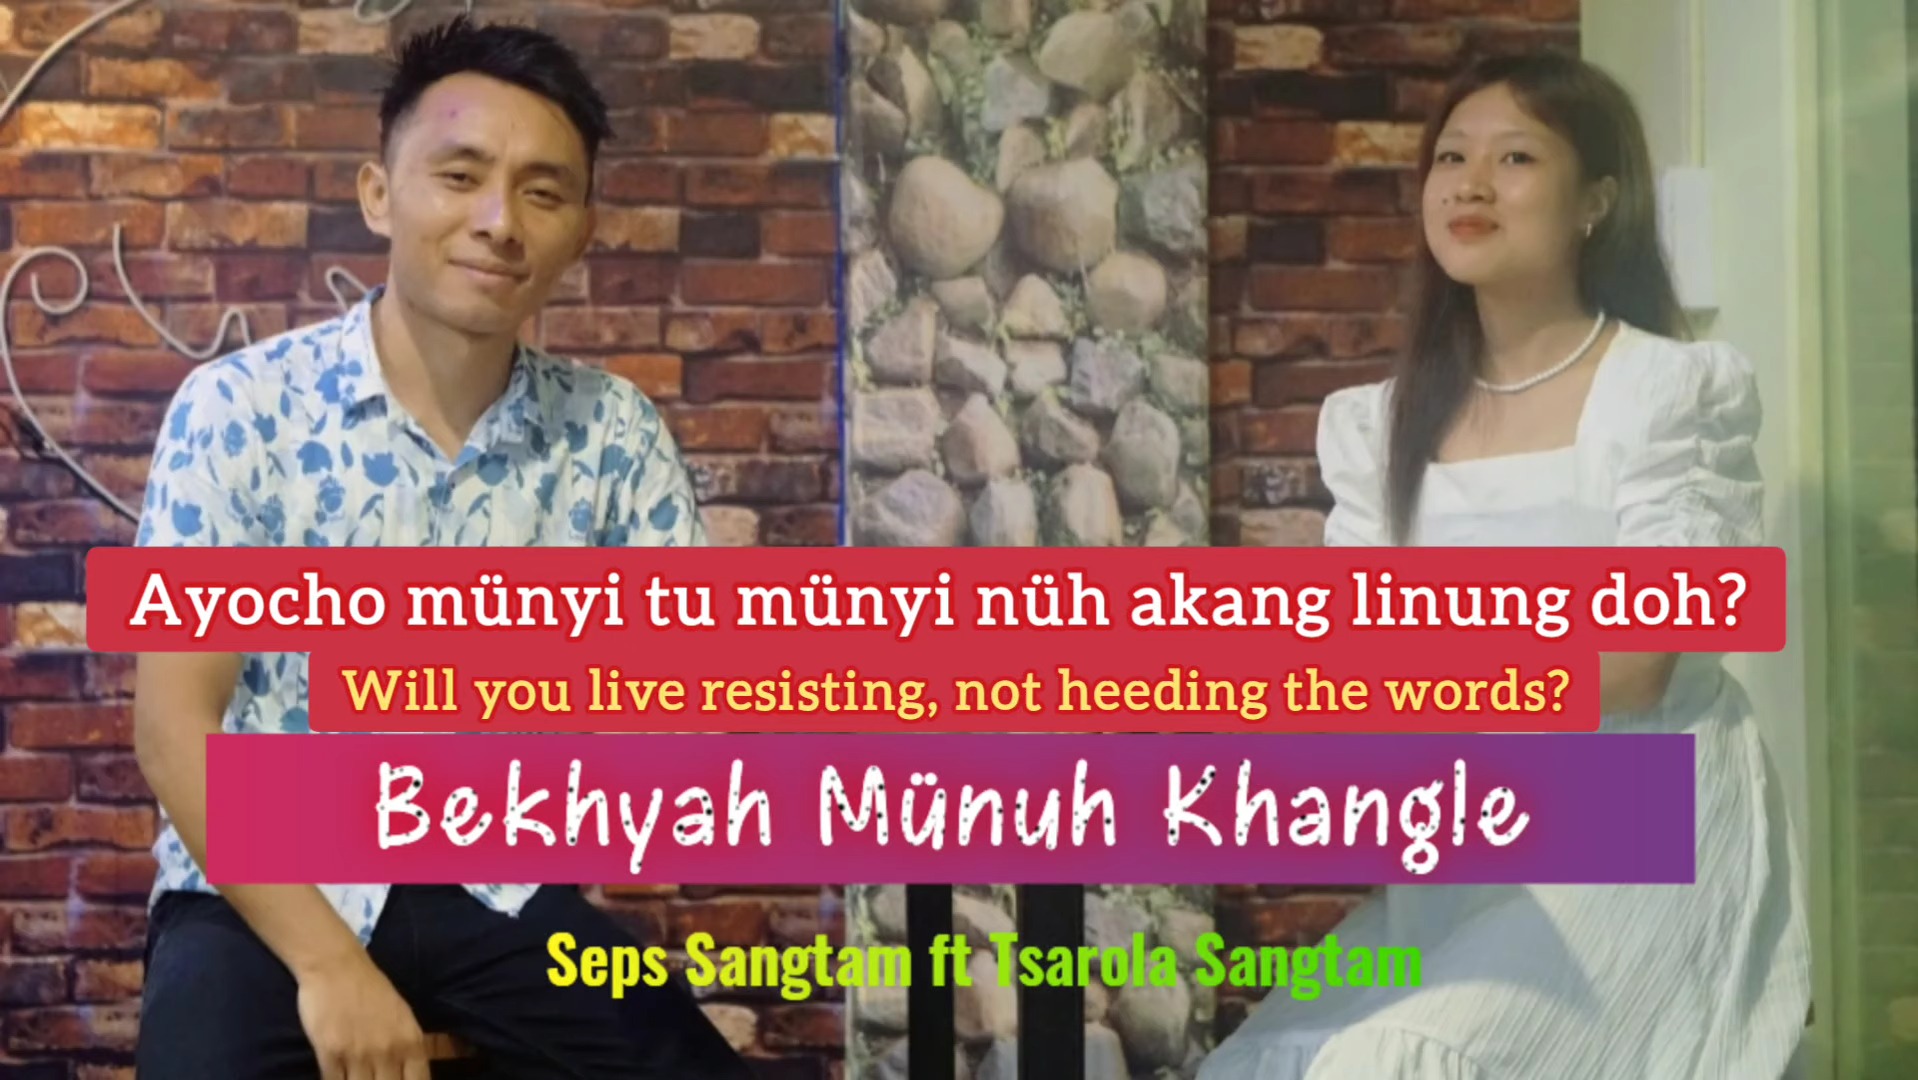 Ayocho münyi tu münyi nüh akang linung doh?
Will you live resisting, not heeding the words?
Bekhyah Münuh Khangle
Seps Sangtam ft Tsarola Sangtam